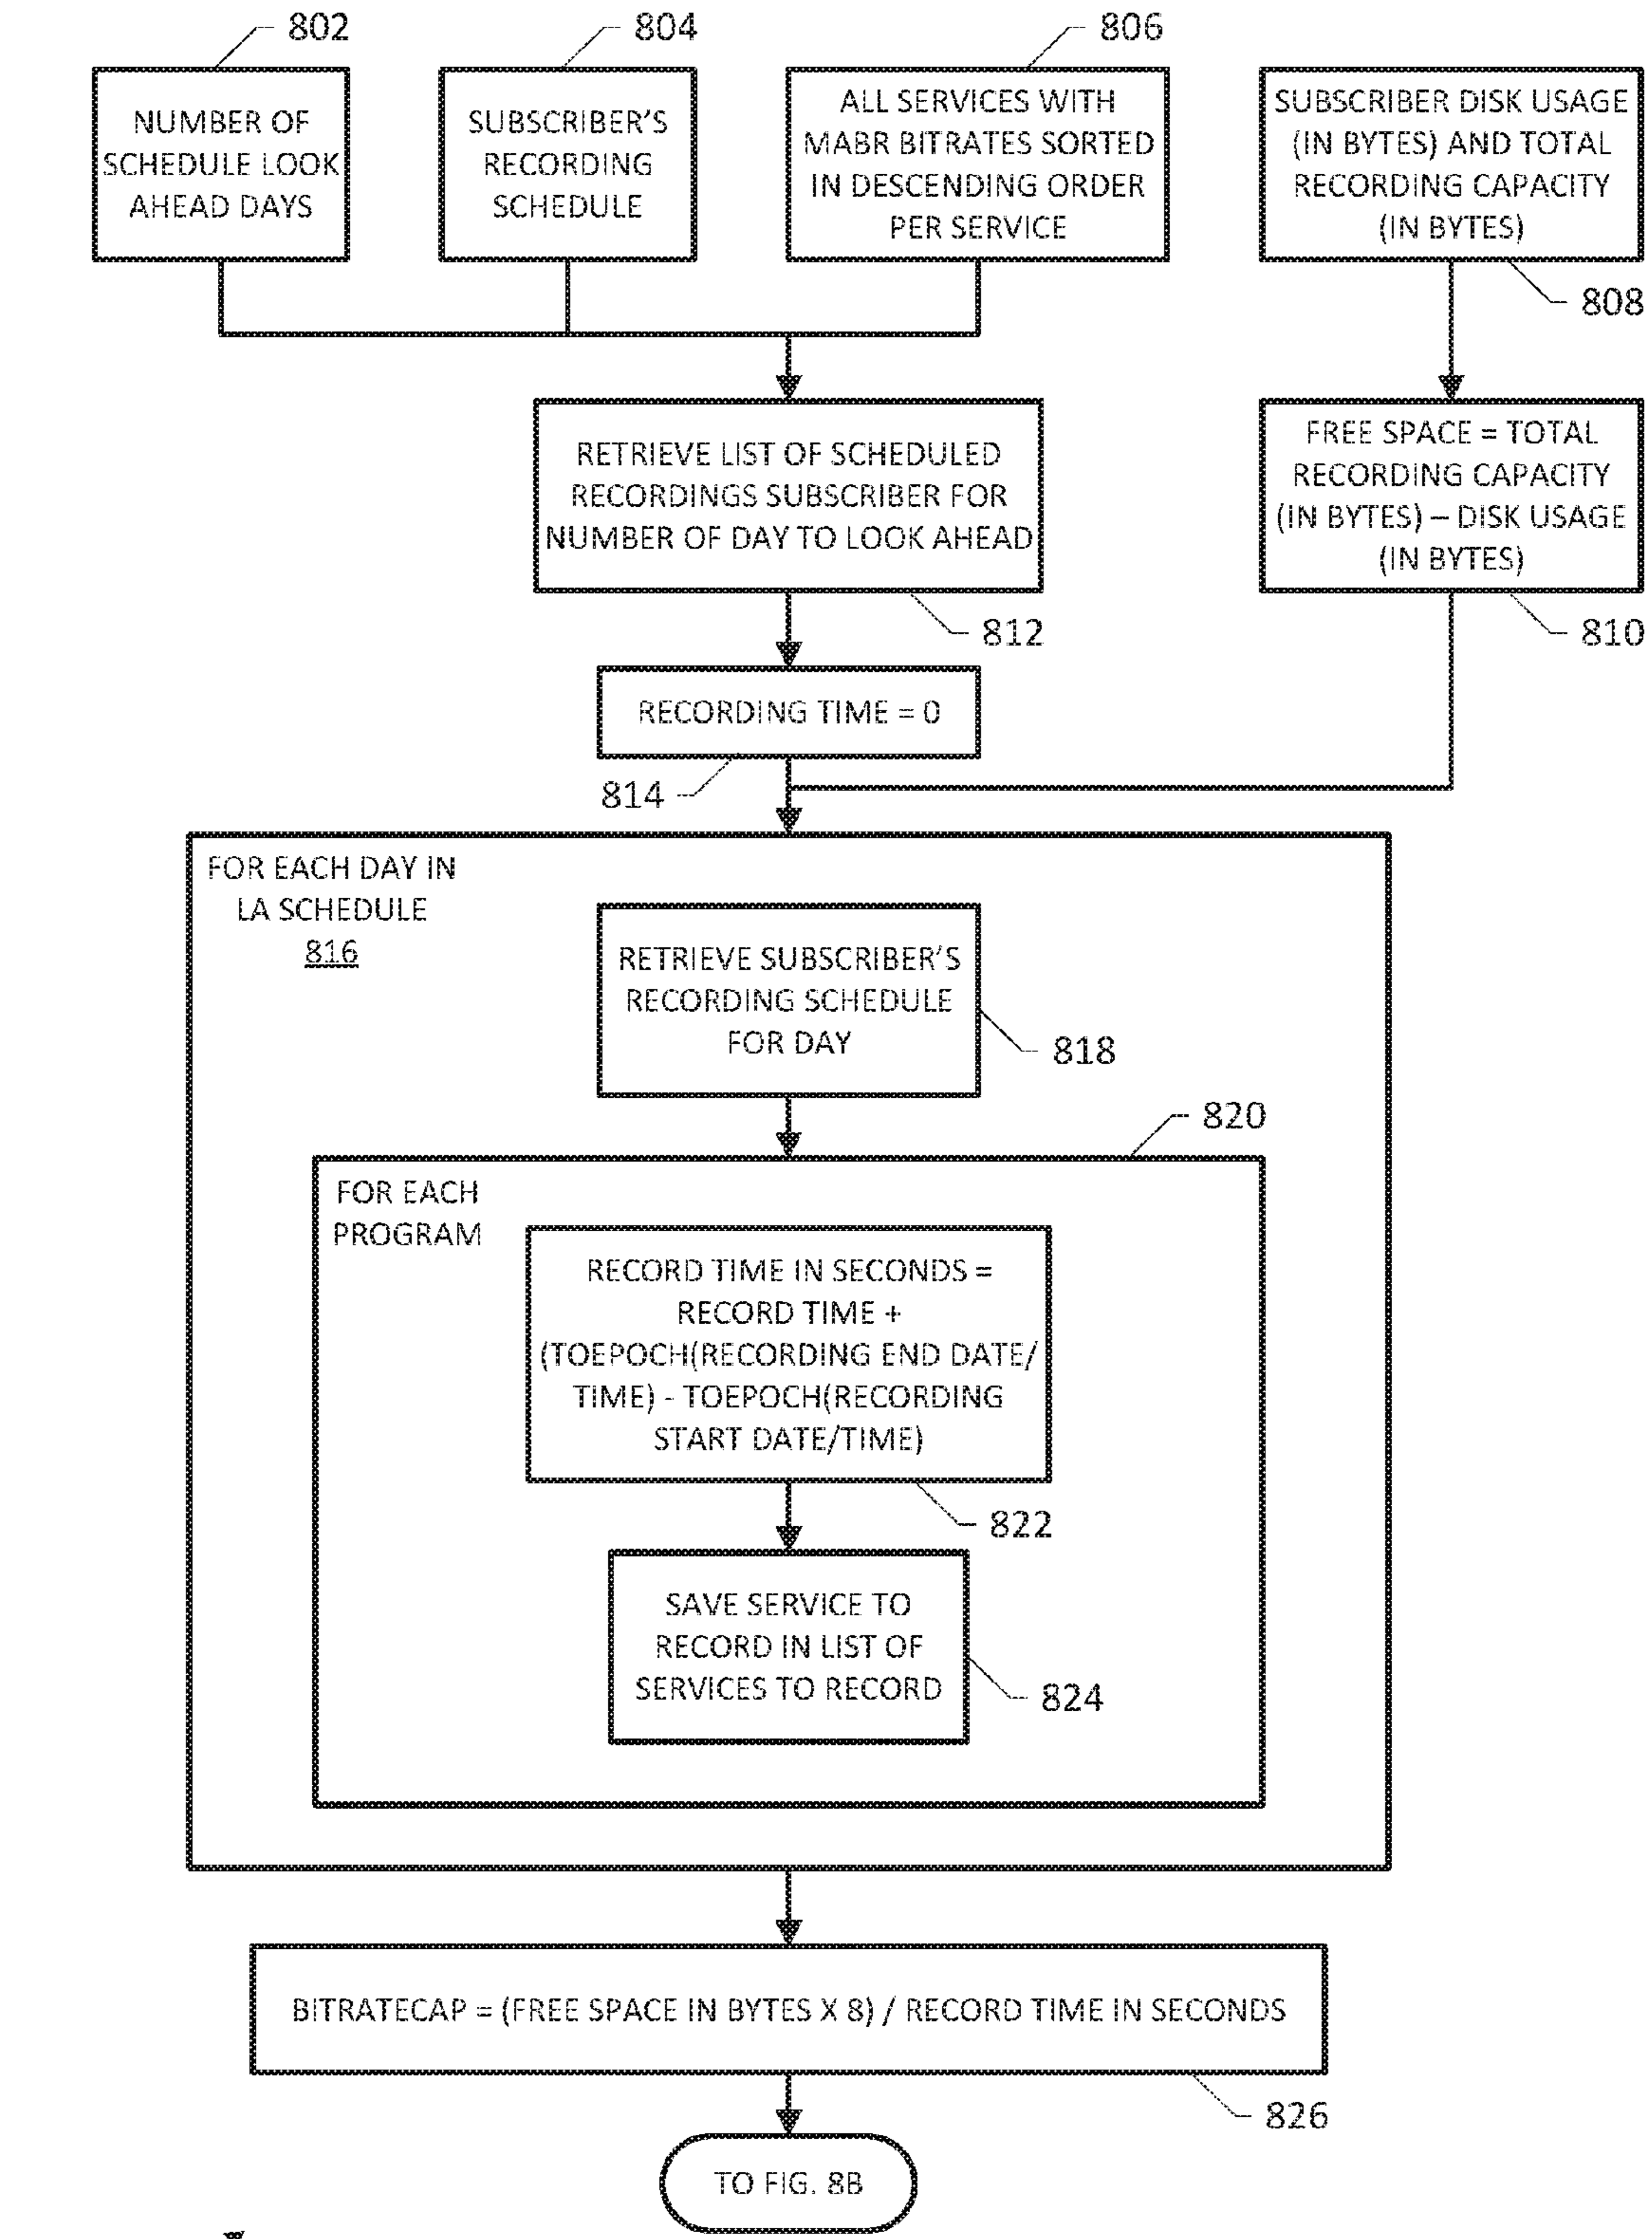 802
804
806
NUMBER OF
SCHEDULE LOOK
AHEAD DAYS
SUBSCRIBER'S
RECORDING
SCHEDULE
ALL SERVICES WITH
MABR BITRATES SORTED
IN DESCENDING ORDER
PER SERVICE
SUBSCRIBER DISK USAGE
(IN BYTES) AND TOTAL
RECORDING CAPACITY
(IN BYTES)
808
RETRIEVE LIST OF SCHEDULED
RECORDINGS SUBSCRIBER FOR
NUMBER OF DAY TO LOOK AHEAD
812
FREE SPACE = TOTAL
RECORDING CAPACITY
(IN BYTES) – DISK USAGE
(IN BYTES)
810
RECORDING TIME = 0
814
FOR EACH DAY IN
LA SCHEDULE
816
RETRIEVE SUBSCRIBER'S
RECORDING SCHEDULE
FOR DAY
818
820
FOR EACH
PROGRAM
RECORD TIME IN SECONDS =
RECORD TIME +
(TOEPOCH(RECORDING END DATE/
TIME) - TOEPOCH(RECORDING
START DATE/TIME)
822
SAVE SERVICE TO
RECORD IN LIST OF
SERVICES TO RECORD
824
BITRATECAP = (FREE SPACE IN BYTES X 8) / RECORD TIME IN SECONDS
826
TO FIG. 8B